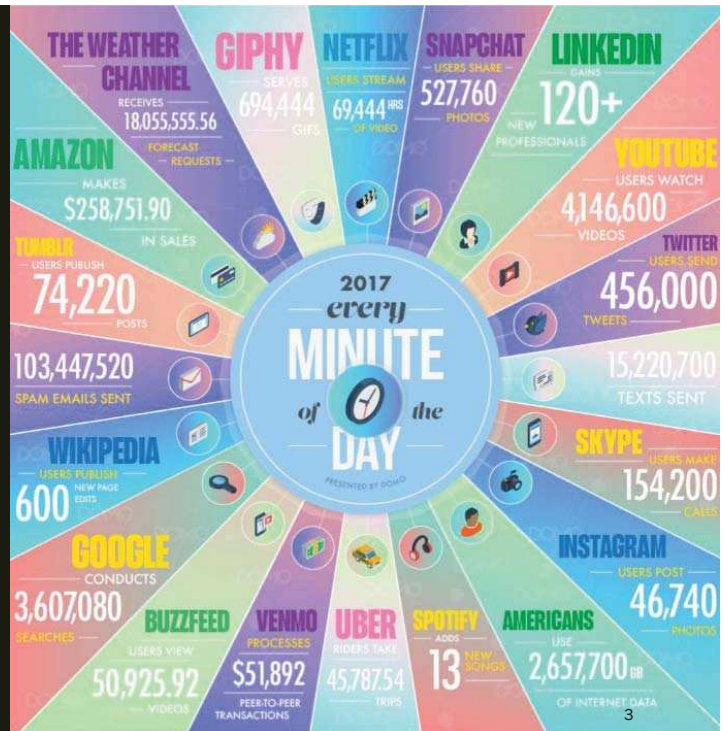 THE WEATHER
CHANNEL
RECEIVES
18,055,555.56
FORECAST
REQUESTS
GIPHY
SERVES
694,444
GIFS
NETFLIX
USERS STREAM
69,444 HRS
OF VIDEO
SNAPCHAT
USERS SHARE
527,760
PHOTOS
LINKEDIN
GAINS
120+
NEW
PROFESSIONALS
YOUTUBE
USERS WATCH
4,146,600
VIDEOS
TWITTER
USERS SEND
456,000
TWEETS
15,220,700
TEXTS SENT
SKYPE
USERS MAKE
154,200
CALLS
INSTAGRAM
USERS POST
46,740
PHOTOS
AMERICANS
USE
2,657,700 GB
OF INTERNET DATA
SPOTIFY
ADDS
13 NEW
SONGS
UBER
RIDERS TAKE
45,787.54
TRIPS
VENMO
PROCESSES
$51,892
PEER-TO-PEER
TRANSACTIONS
BUZZFEED
USERS VIEW
50,925.92
VIDEOS
GOOGLE
CONDUCTS
3,607,080
SEARCHES
WIKIPEDIA
USERS PUBLISH
600 NEW PAGE
EDITS
103,447,520
SPAM EMAILS SENT
TUMBLR
USERS PUBLISH
74,220
POSTS
AMAZON
MAKES
$258,751.90
IN SALES
2017
every
MINUTE
of the
DAY
PRESENTED BY DOMO
3